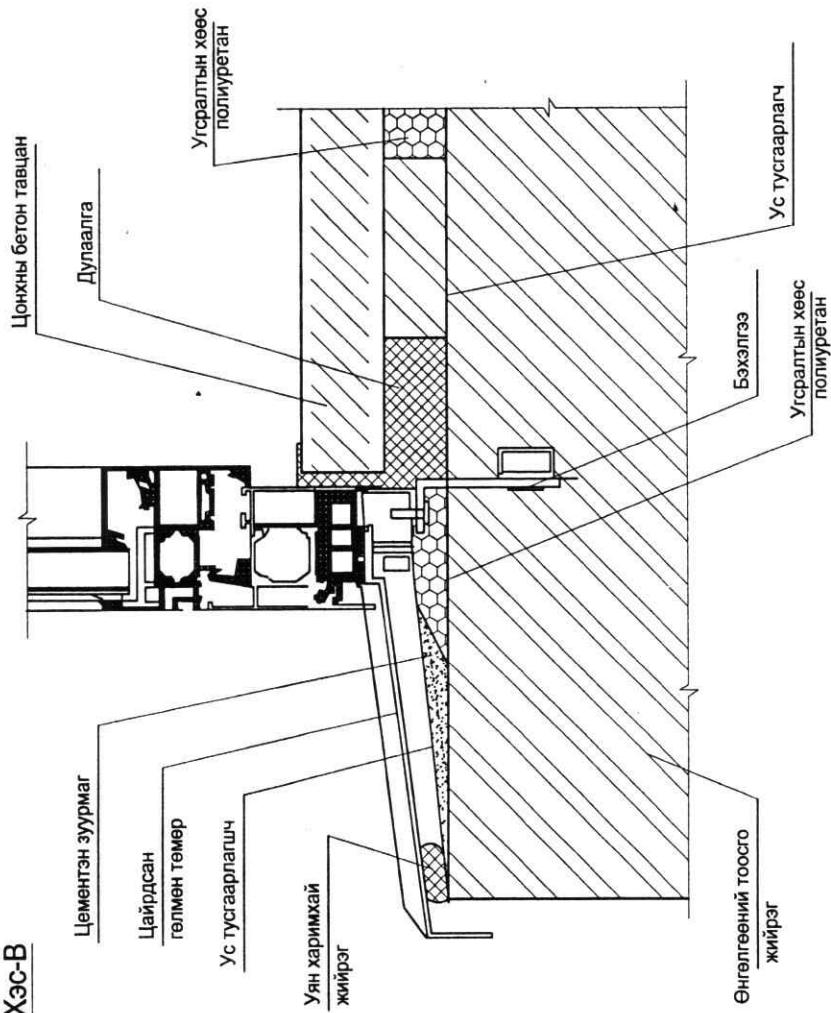 Хэс-В
Цементэн зуурмаг
Цайрдсан
гөлмөн төмөр
Ус тусгаарлагшч
Уян харимхай
жийрэг
Цонхны бетон тавцан
Дулаалга
Угсралтын хөөс
полиуретан
Ус тусгаарлагч
Бэхэлгээ
Угсралтын хөөс
полиуретан
Өнгөлгөөний тоосго
жийрэг